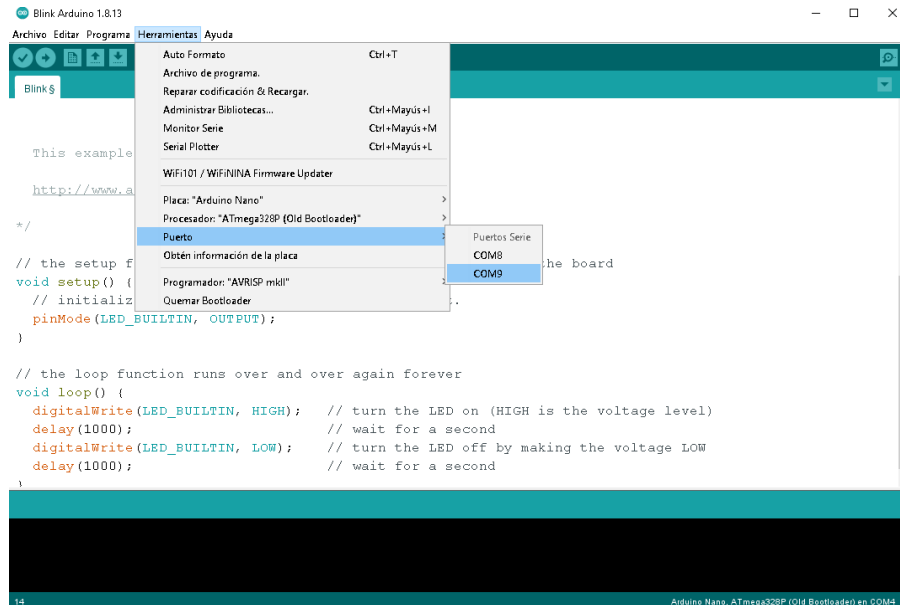 Blink Arduino 1.8.13
Archivo Editar Programa Herramientas Ayuda
Blink §
Auto Formato Ctrl+T
Archivo de programa.
Reparar codificación & Recargar.
Administrar Bibliotecas... Ctrl+Mayús+I
Monitor Serie Ctrl+Mayús+M
Serial Plotter Ctrl+Mayús+L
WiFi101 / WiFiNINA Firmware Updater
Placa: "Arduino Nano"
Procesador: "ATmega328P (Old Bootloader)"
Puerto
Obtén información de la placa
Programador: "AVRISP mkII"
Quemar Bootloader
Puertos Serie
COM8
COM9
This example
http://www.a
*/
// the setup f he board
void setup() {
// initializ .
pinMode(LED_BUILTIN, OUTPUT);
}
// the loop function runs over and over again forever
void loop() {
digitalWrite(LED_BUILTIN, HIGH); // turn the LED on (HIGH is the voltage level)
delay(1000); // wait for a second
digitalWrite(LED_BUILTIN, LOW); // turn the LED off by making the voltage LOW
delay(1000); // wait for a second
14
Arduino Nano, ATmega328P (Old Bootloader) en COM4